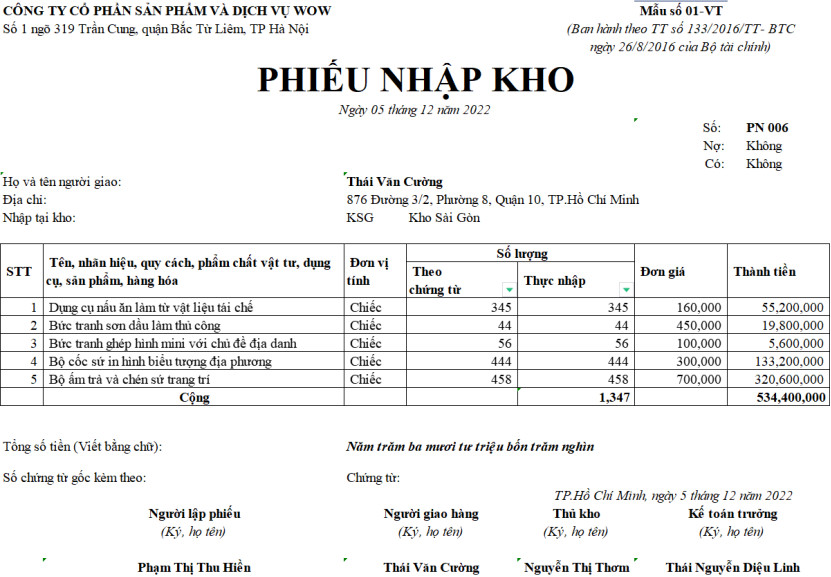 CÔNG TY CỔ PHẦN SẢN PHẨM VÀ DỊCH VỤ WOW
Mẫu số 01-VT
Số 1 ngõ 319 Trần Cung, quận Bắc Từ Liêm, TP Hà Nội
(Ban hành theo TT số 133/2016/TT- BTC
ngày 26/8/2016 của Bộ tài chính)
PHIẾU NHẬP KHO
Ngày 05 tháng 12 năm 2022
Số: PN 006
Nợ: Không
Có: Không
Họ và tên người giao: Thái Văn Cường
Địa chỉ: 876 Đường 3/2, Phường 8, Quận 10, TP.Hồ Chí Minh
Nhập tại kho: KSG Kho Sài Gòn
STT Tên, nhãn hiệu, quy cách, phẩm chất vật tư, dụng cụ, sản phẩm, hàng hóa Đơn vị tính Số lượng Đơn giá Thành tiền
Theo chứng từ Thực nhập
1 Dụng cụ nấu ăn làm từ vật liệu tái chế Chiếc 345 345 160,000 55,200,000
2 Bức tranh sơn dầu làm thủ công Chiếc 44 44 450,000 19,800,000
3 Bức tranh ghép hình mini với chủ đề địa danh Chiếc 56 56 100,000 5,600,000
4 Bộ cốc sứ in hình biểu tượng địa phương Chiếc 444 444 300,000 133,200,000
5 Bộ ấm trà và chén sứ trang trí Chiếc 458 458 700,000 320,600,000
Cộng 1,347 534,400,000
Tổng số tiền (Viết bằng chữ): Năm trăm ba mươi tư triệu bốn trăm nghìn
Số chứng từ gốc kèm theo: Chứng từ:
TP.Hồ Chí Minh, ngày 5 tháng 12 năm 2022
Người lập phiếu Người giao hàng Thủ kho Kế toán trưởng
(Ký, họ tên) (Ký, họ tên) (Ký, họ tên) (Ký, họ tên)
Phạm Thị Thu Hiền Thái Văn Cường Nguyễn Thị Thơm Thái Nguyễn Diệu Linh